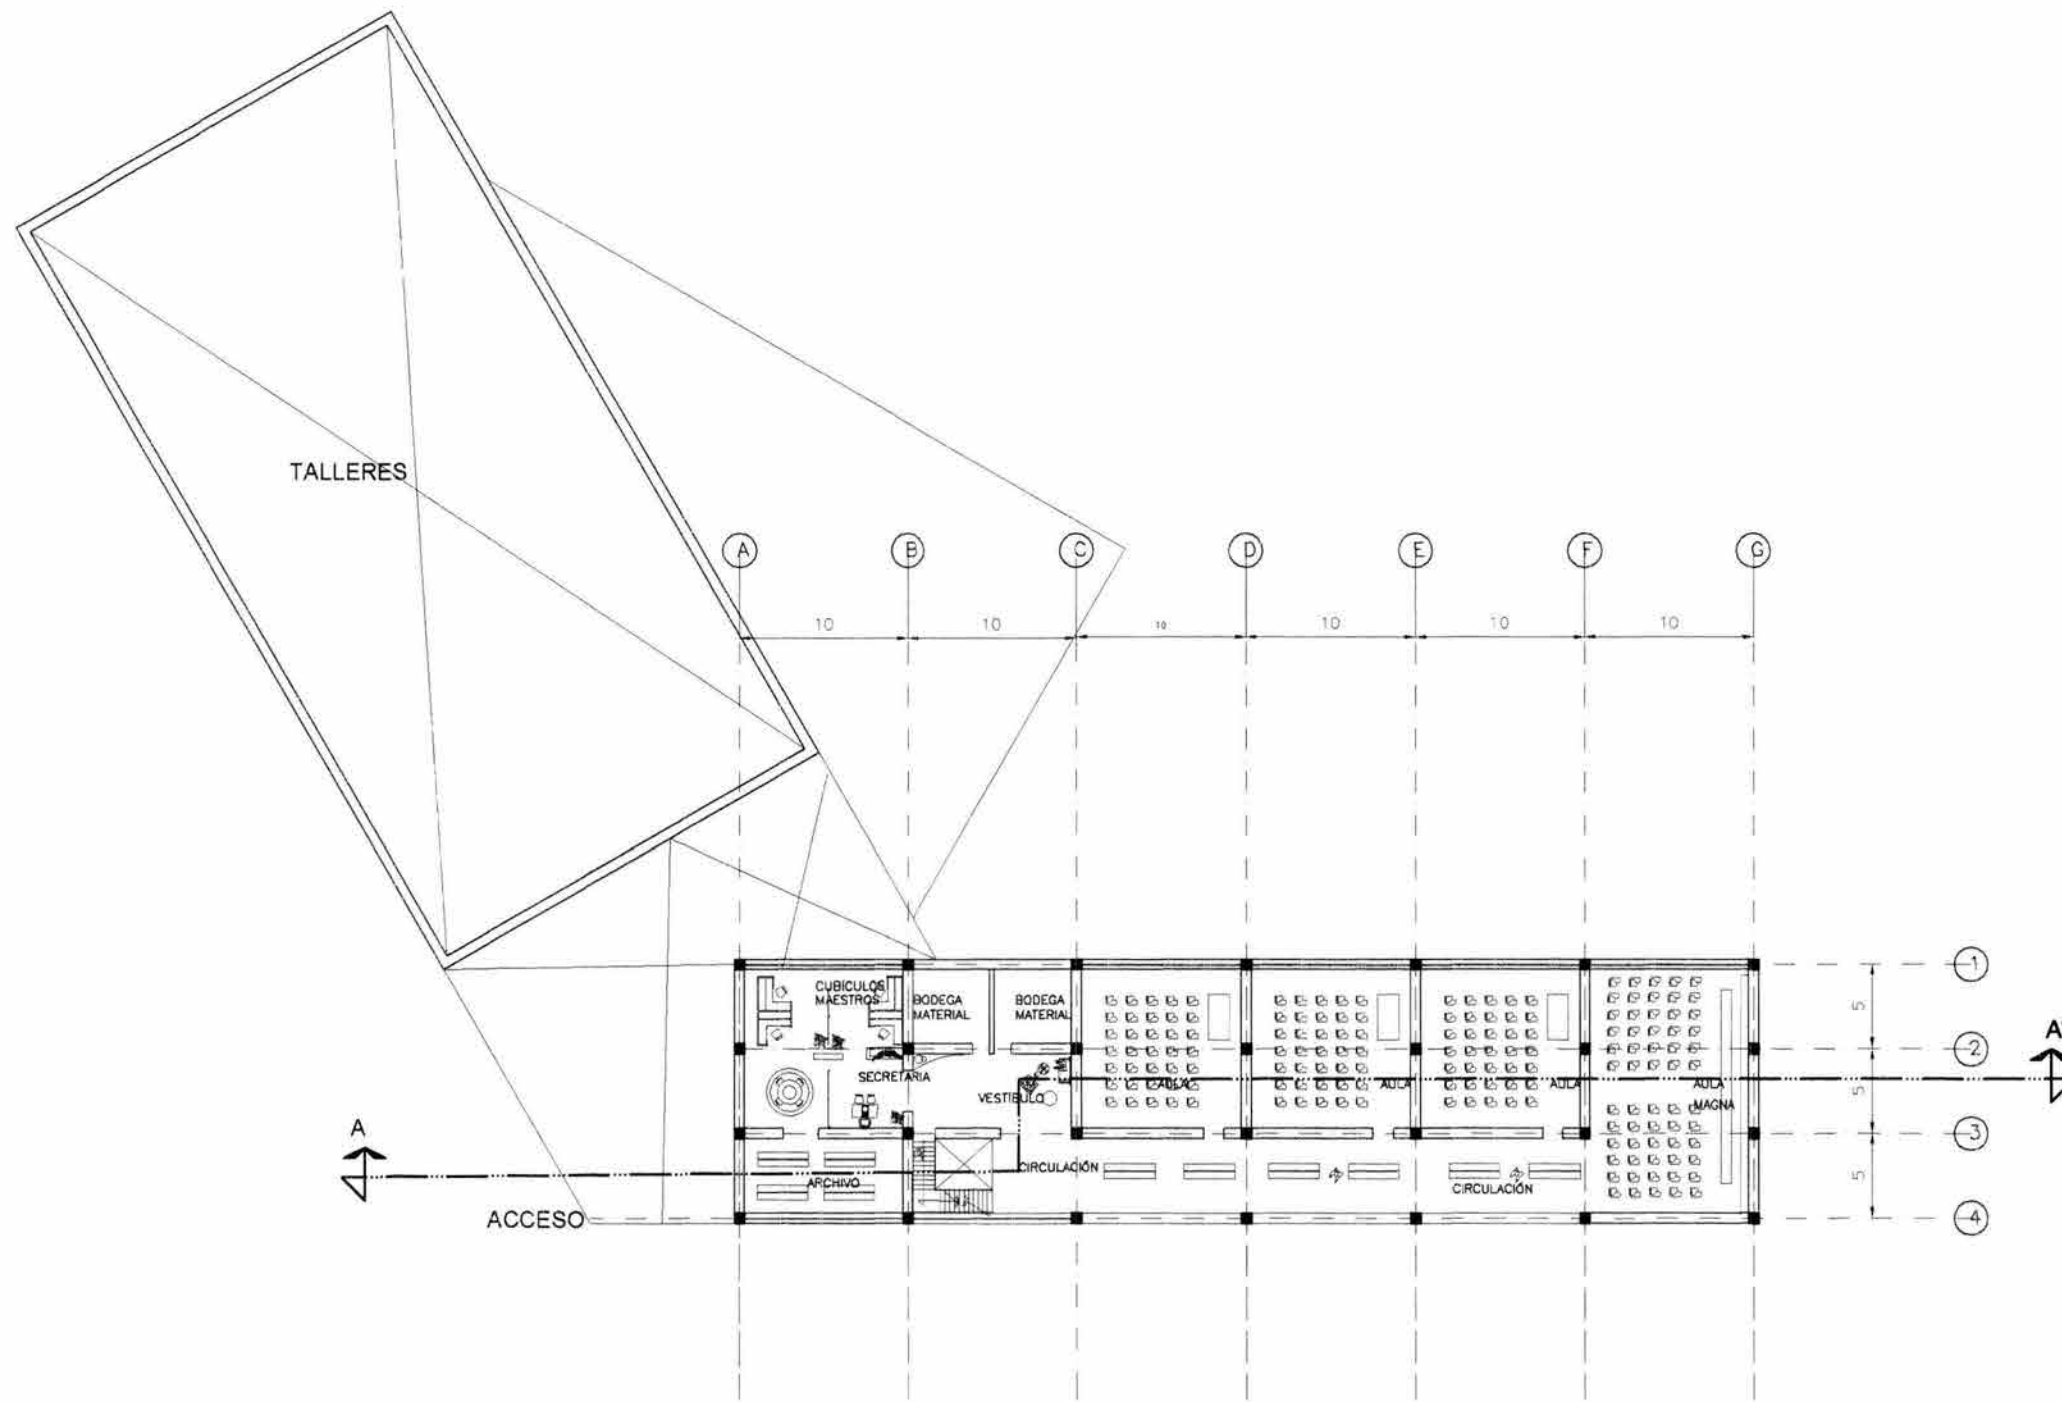 TALLERES
A B C D E F G
10 10 10 10 10 10
CUBICULOS
MAESTROS
BODEGA
MATERIAL
BODEGA
MATERIAL
1
5
2
A'
SECRETARIA
AULA
AULA
AULA
AULA
MAGNA
5
VESTIBULO
A
3
CIRCULACIÓN
ARCHIVO
CIRCULACIÓN
5
ACCESO
4